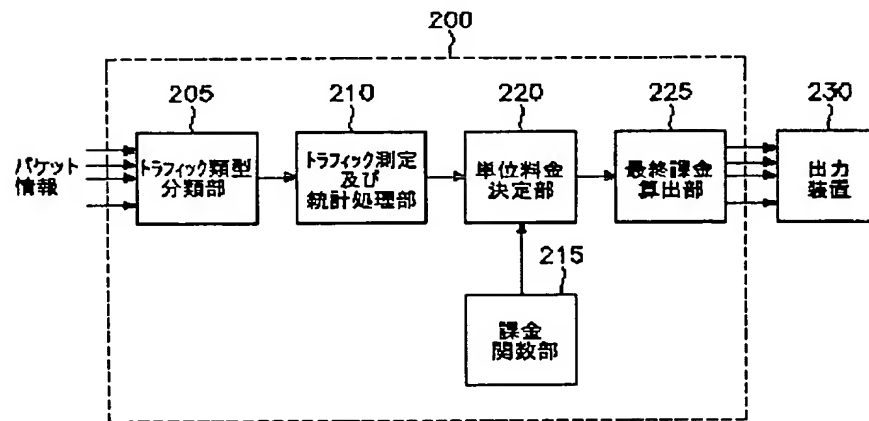 200
205
210
220
225
230
パケット
情報
トラフィック類型
分類部
トラフィック測定
及び
統計処理部
単位料金
決定部
最終課金
算出部
出力
装置
215
課金
関数部